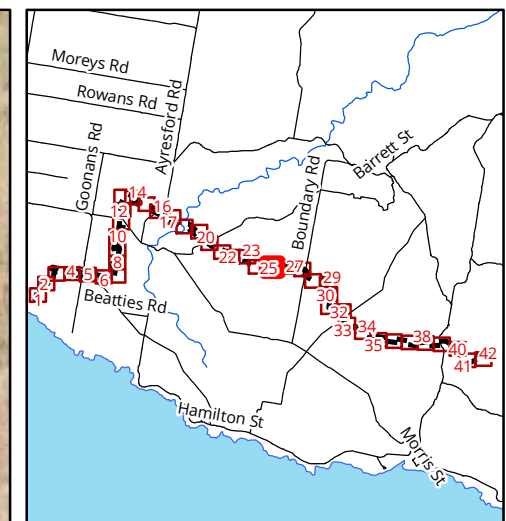 Moreys Rd
Rowans Rd
Ayresford Rd
Goonans Rd
Barrett St
Boundary Rd
14
12
16
17
10
20
22
23
8
4
5
6
25
27
2
1
29
30
32
33
34
35
38
40
41
42
Beatties Rd
Hamilton St
Morris St